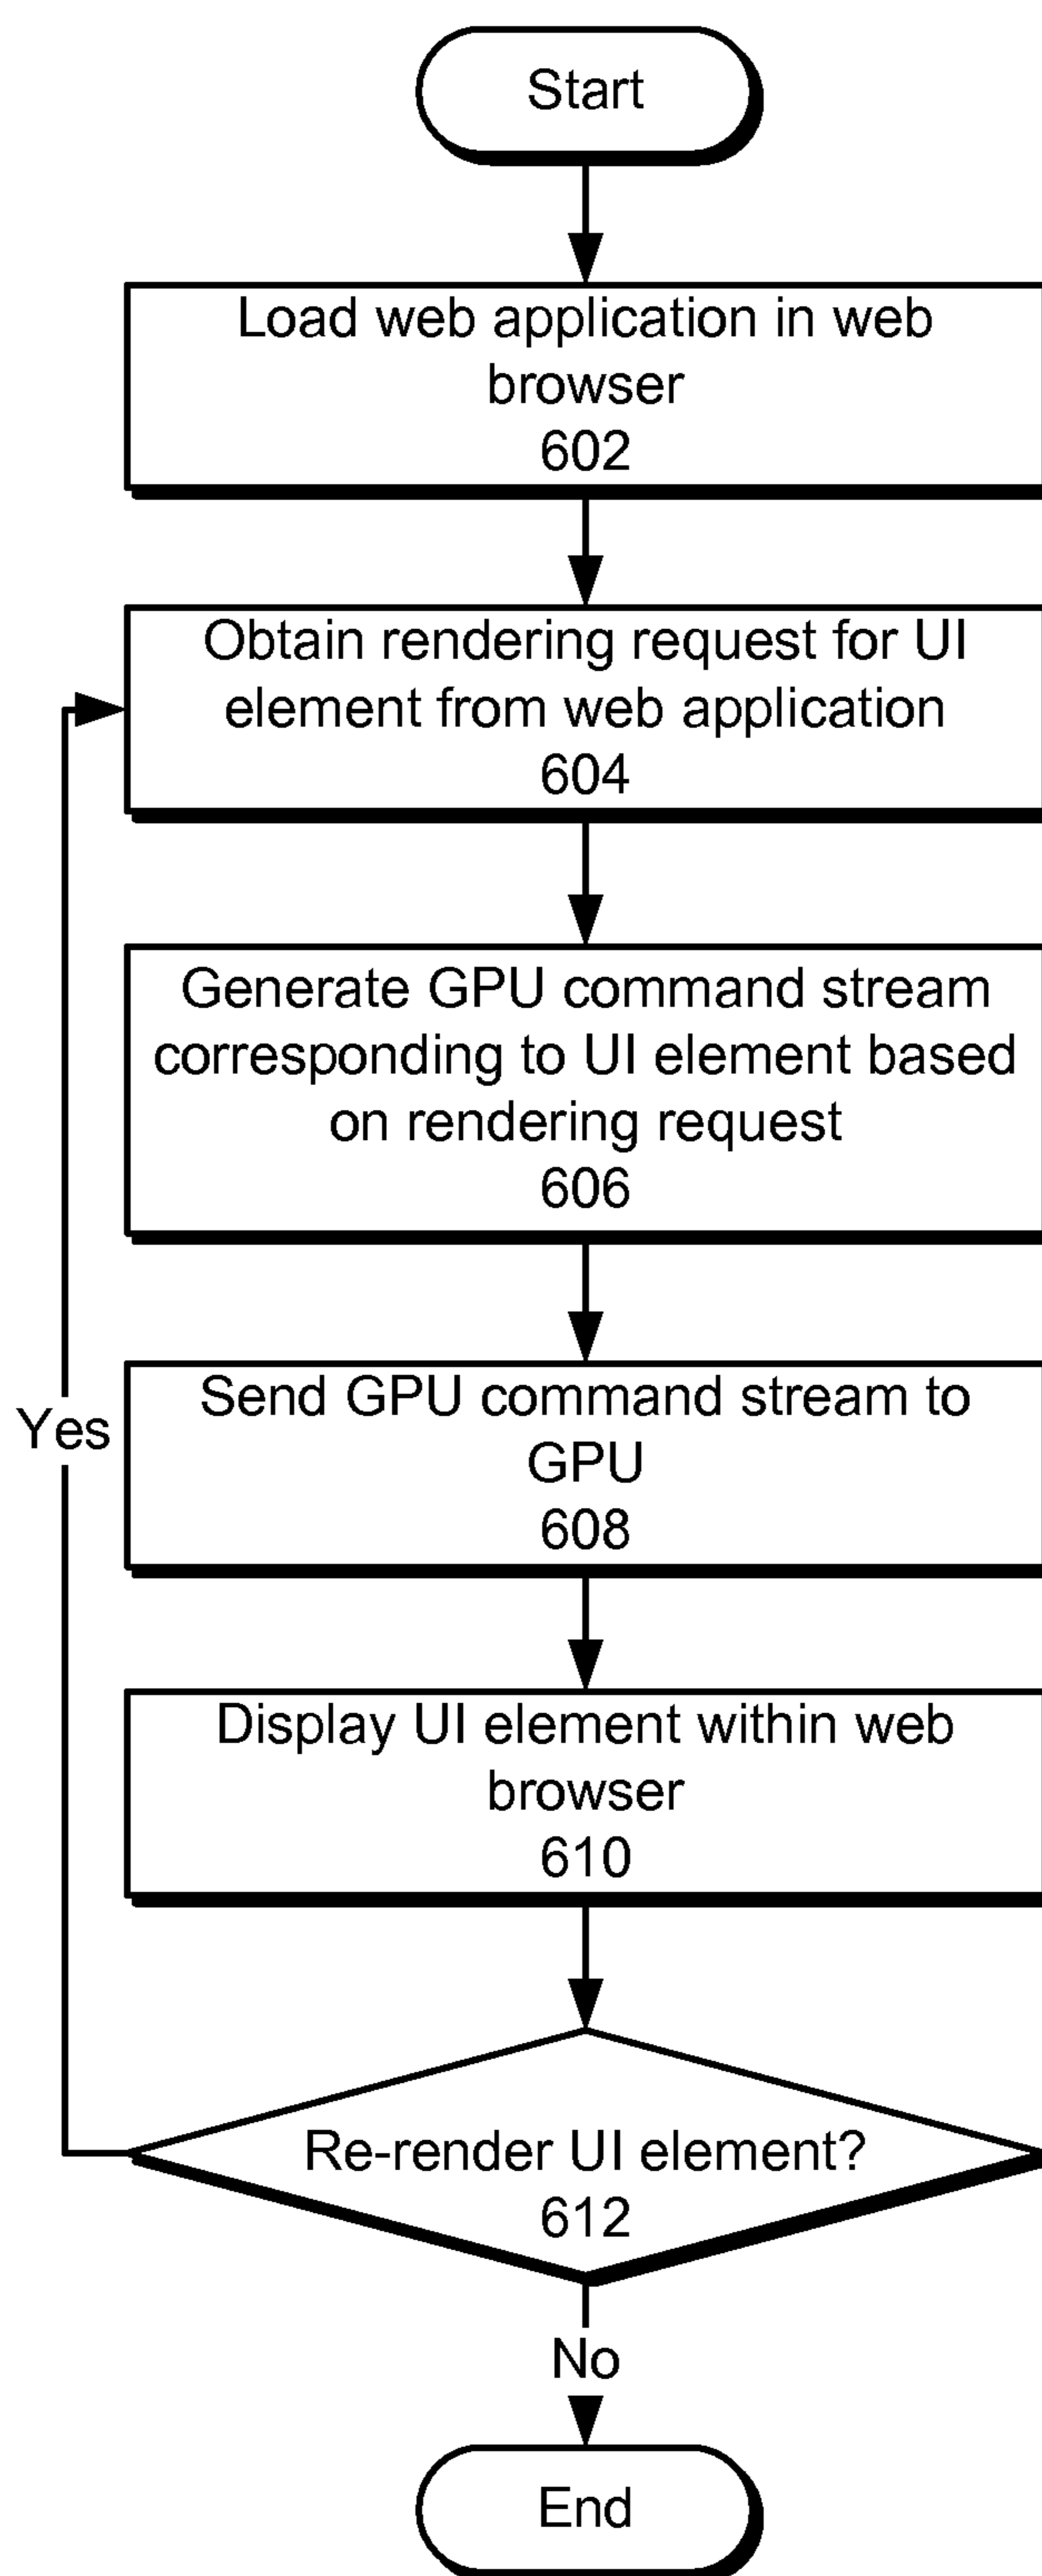 Start
Load web application in web
browser
602
Obtain rendering request for UI
element from web application
604
Generate GPU command stream
corresponding to UI element based
on rendering request
606
Yes
Send GPU command stream to
GPU
608
Display UI element within web
browser
610
Re-render UI element?
612
No
End